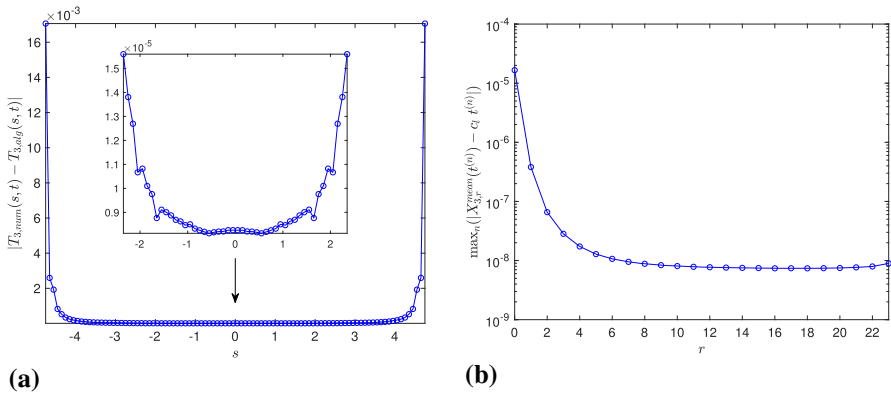 ×10^-3
16
14
12
10
8
6
4
2
|T_{3,num}(s,t) − T_{3,alg}(s,t)|
-4 -3 -2 -1 0 1 2 3 4
s
×10^-5
1.5
1.4
1.3
1.2
1.1
1
0.9
-2 -1 0 1 2
(a)
10^-4
10^-5
10^-6
10^-7
10^-8
10^-9
max_n(|X^{mean}_{3,r}(t^{(n)}) − c_l t^{(n)}|)
0 2 4 6 8 10 12 14 16 18 20 22
r
(b)